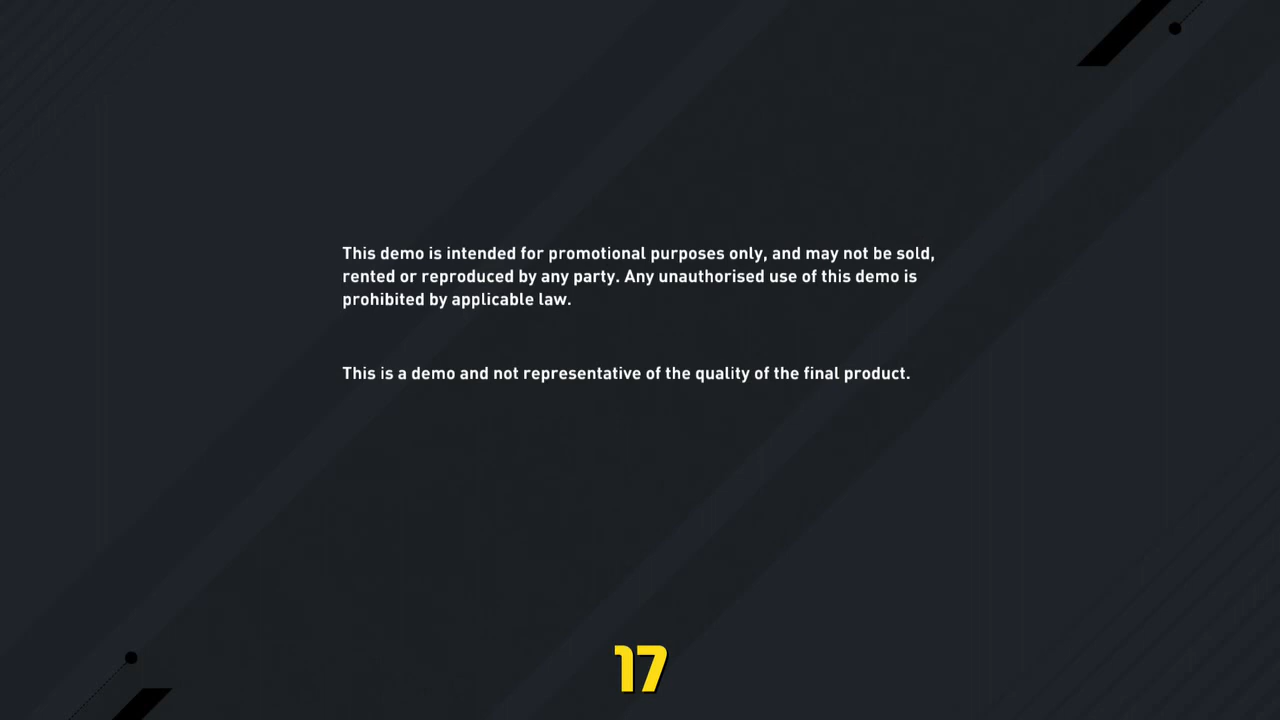 This demo is intended for promotional purposes only, and may not be sold,
rented or reproduced by any party. Any unauthorised use of this demo is
prohibited by applicable law.
This is a demo and not representative of the quality of the final product.
17